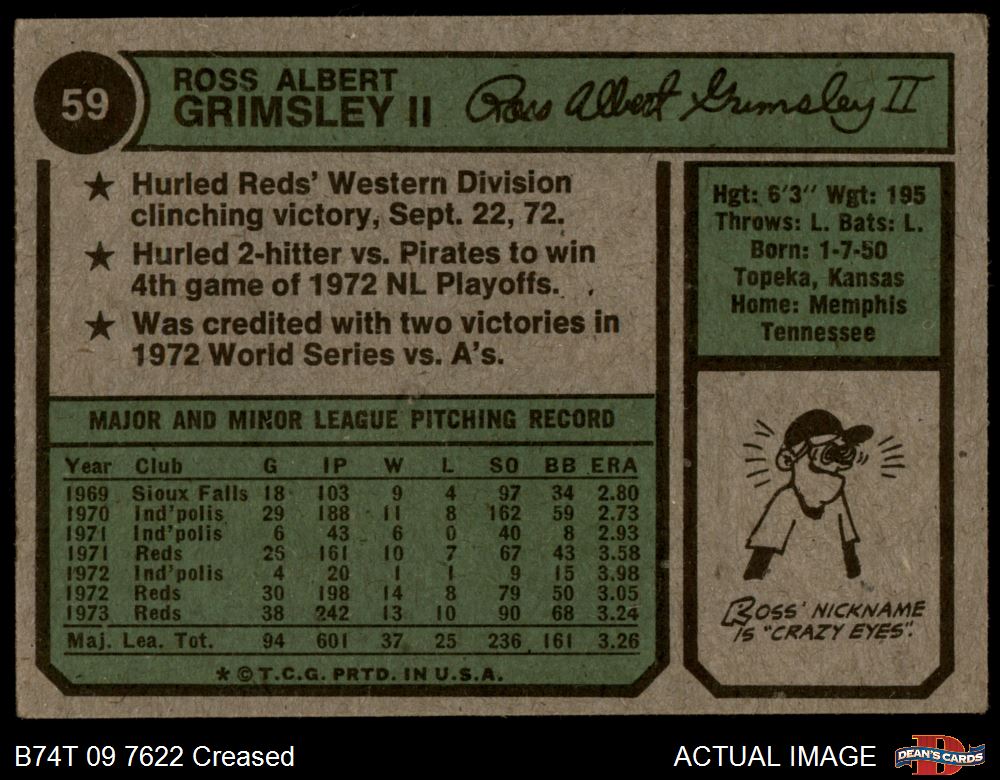 59
ROSS ALBERT
GRIMSLEY II
Ross Albert Grimsley II
★ Hurled Reds' Western Division
clinching victory, Sept. 22, 72.
★ Hurled 2-hitter vs. Pirates to win
4th game of 1972 NL Playoffs.
★ Was credited with two victories in
1972 World Series vs. A's.
Hgt: 6'3" Wgt: 195
Throws: L. Bats: L.
Born: 1-7-50
Topeka, Kansas
Home: Memphis
Tennessee
MAJOR AND MINOR LEAGUE PITCHING RECORD
Year Club G IP W L SO BB ERA
1969 Sioux Falls 18 103 9 4 97 34 2.80
1970 Ind'polis 29 188 11 8 162 59 2.73
1971 Ind'polis 6 43 6 0 40 8 2.93
1971 Reds 26 161 10 7 67 43 3.58
1972 Ind'polis 4 20 1 1 9 15 3.98
1972 Reds 30 198 14 8 79 50 3.05
1973 Reds 38 242 13 10 90 68 3.24
Maj. Lea. Tot. 94 601 37 25 236 161 3.26
* © T.C.G. PRTD. IN U.S.A.
ROSS' NICKNAME
IS "CRAZY EYES".
B74T 09 7622 Creased
ACTUAL IMAGE
DEAN'S CARDS